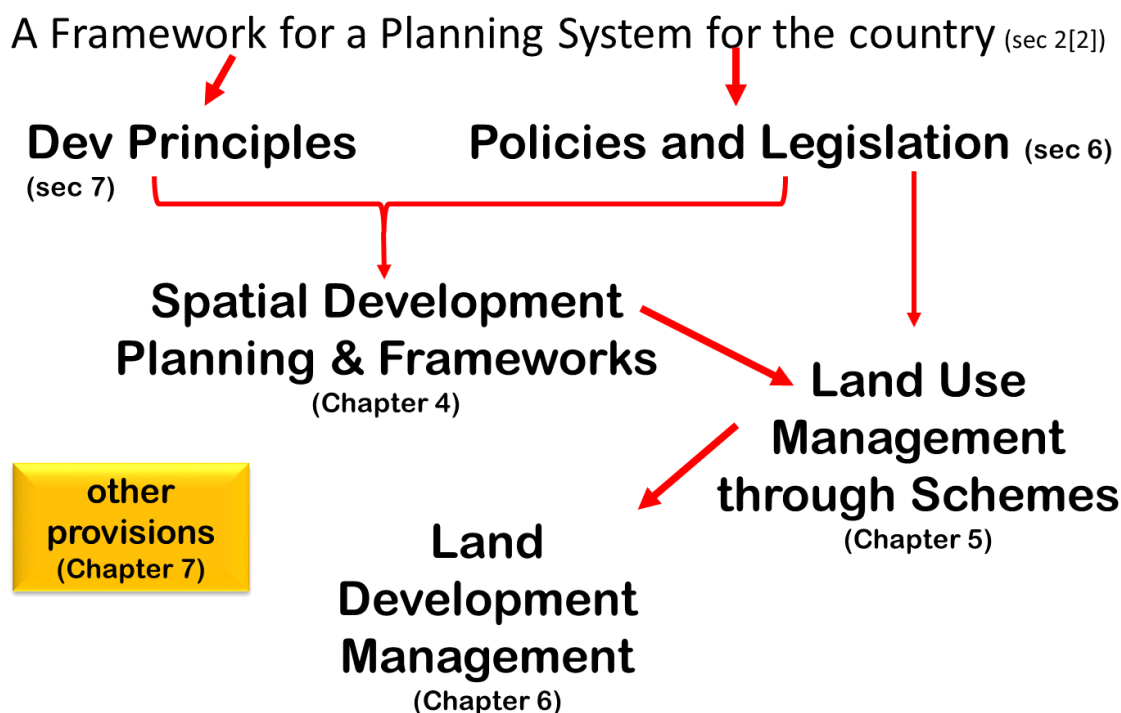 A Framework for a Planning System for the country (sec 2[2])
Dev Principles
(sec 7)
Policies and Legislation (sec 6)
Spatial Development
Planning & Frameworks
(Chapter 4)
Land Use
Management
through Schemes
(Chapter 5)
other
provisions
(Chapter 7)
Land
Development
Management
(Chapter 6)